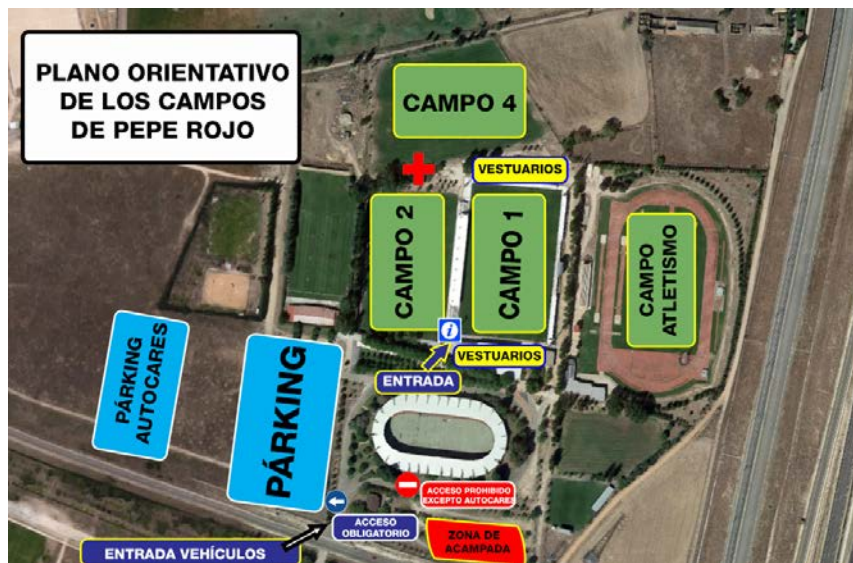 PLANO ORIENTATIVO
DE LOS CAMPOS
DE PEPE ROJO
CAMPO 4
VESTUARIOS
CAMPO 2
CAMPO 1
CAMPO
ATLETISMO
i
VESTUARIOS
ENTRADA
PÁRKING
AUTOCARES
PÁRKING
ACCESO PROHIBIDO
EXCEPTO AUTOCARES
ACCESO
OBLIGATORIO
ZONA DE
ACAMPADA
ENTRADA VEHÍCULOS